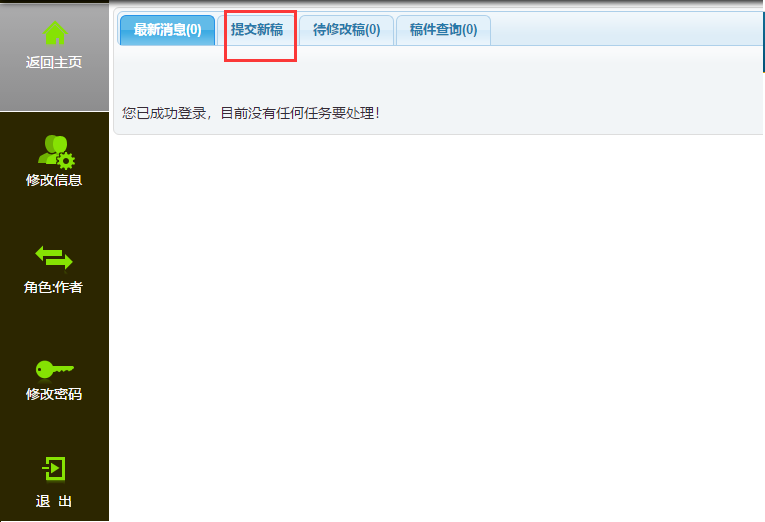 返回主页
修改信息
角色:作者
修改密码
退 出
最新消息(0) 提交新稿 待修改稿(0) 稿件查询(0)
您已成功登录，目前没有任何任务要处理！